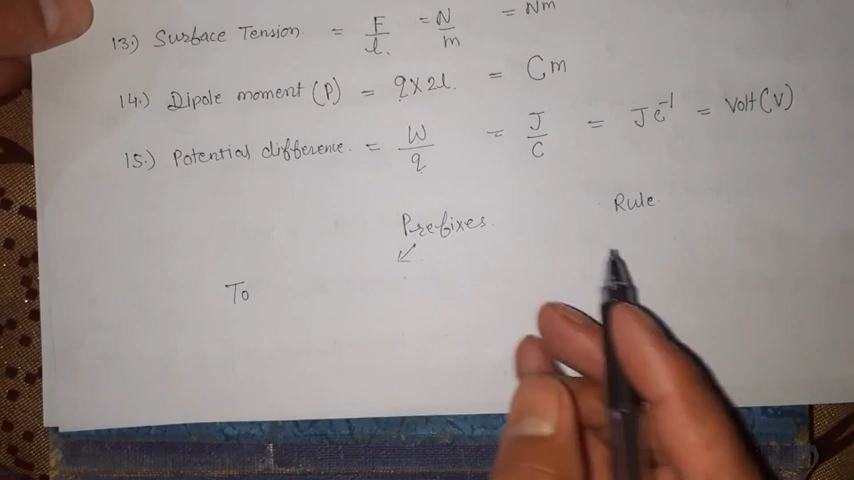 13.) Surface Tension = F/l. = N/m = Nm
14.) Dipole moment (P) = q x 2l. = Cm
15.) Potential difference. = W/q = J/C = JC⁻¹ = Volt (V)
Prefixes Rule
↙
To